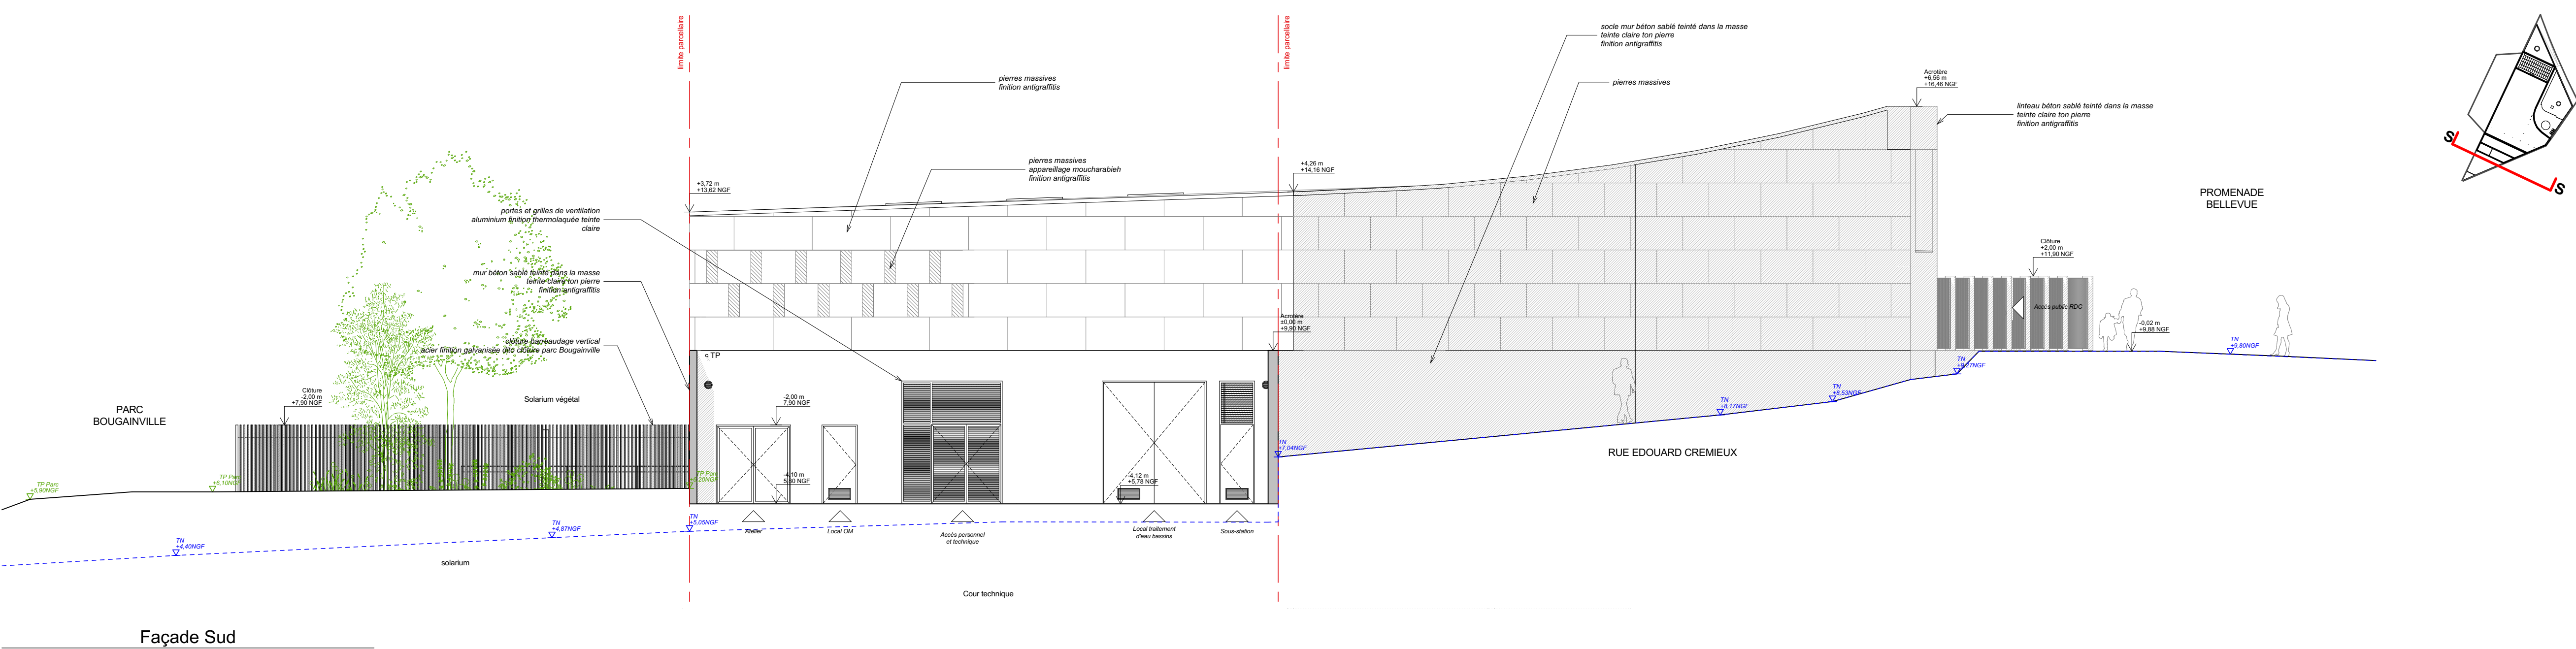 limite parcellaire
limite parcellaire
socle mur béton sablé teinté dans la masse
teinte claire ton pierre
finition antigraffitis
pierres massives
finition antigraffitis
pierres massives
Acrotère
+6,56 m
+16,46 NGF
linteau béton sablé teinté dans la masse
teinte claire ton pierre
finition antigraffitis
S
S
pierres massives
appareillage moucharabieh
finition antigraffitis
+4,26 m
+14,16 NGF
+3,72 m
+13,62 NGF
PROMENADE
BELLEVUE
portes et grilles de ventilation
aluminium finition thermolaquée teinte
claire
Clôture
+2,00 m
+11,90 NGF
mur béton sablé teinté dans la masse
teinte claire ton pierre
finition antigraffitis
Accès public RDC
Acrotère
±0,00 m
+9,90 NGF
-0,02 m
+9,88 NGF
clôture barreaudage vertical
acier finition galvanisée dito clôture parc Bougainville
TP
TN
+9.80NGF
TN
+9,27NGF
Clôture
-2,00 m
+7,90 NGF
Solarium végétal
-2,00 m
7,90 NGF
TN
+8,53NGF
PARC
BOUGAINVILLE
TN
+8,17NGF
TN
+7,04NGF
RUE EDOUARD CREMIEUX
TP Parc
+5.90NGF
TP Parc
+6,10NGF
TP Parc
+6.20NGF
-4,10 m
5,80 NGF
-4,12 m
+5,78 NGF
TN
+5.05NGF
TN
+4,87NGF
TN
+4,40NGF
Atelier
Local OM
Accès personnel
et technique
Local traitement
d'eau bassins
Sous-station
solarium
Cour technique
Façade Sud